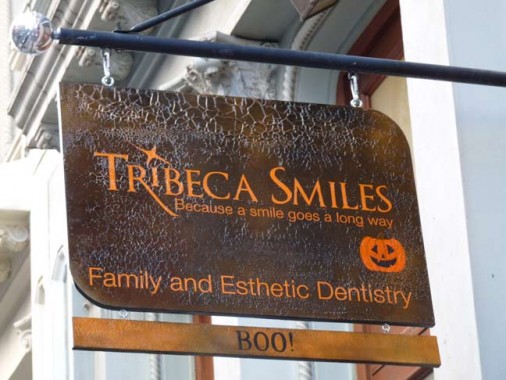 TRIBECA SMILES
Because a smile goes a long way
Family and Esthetic Dentistry
BOO!